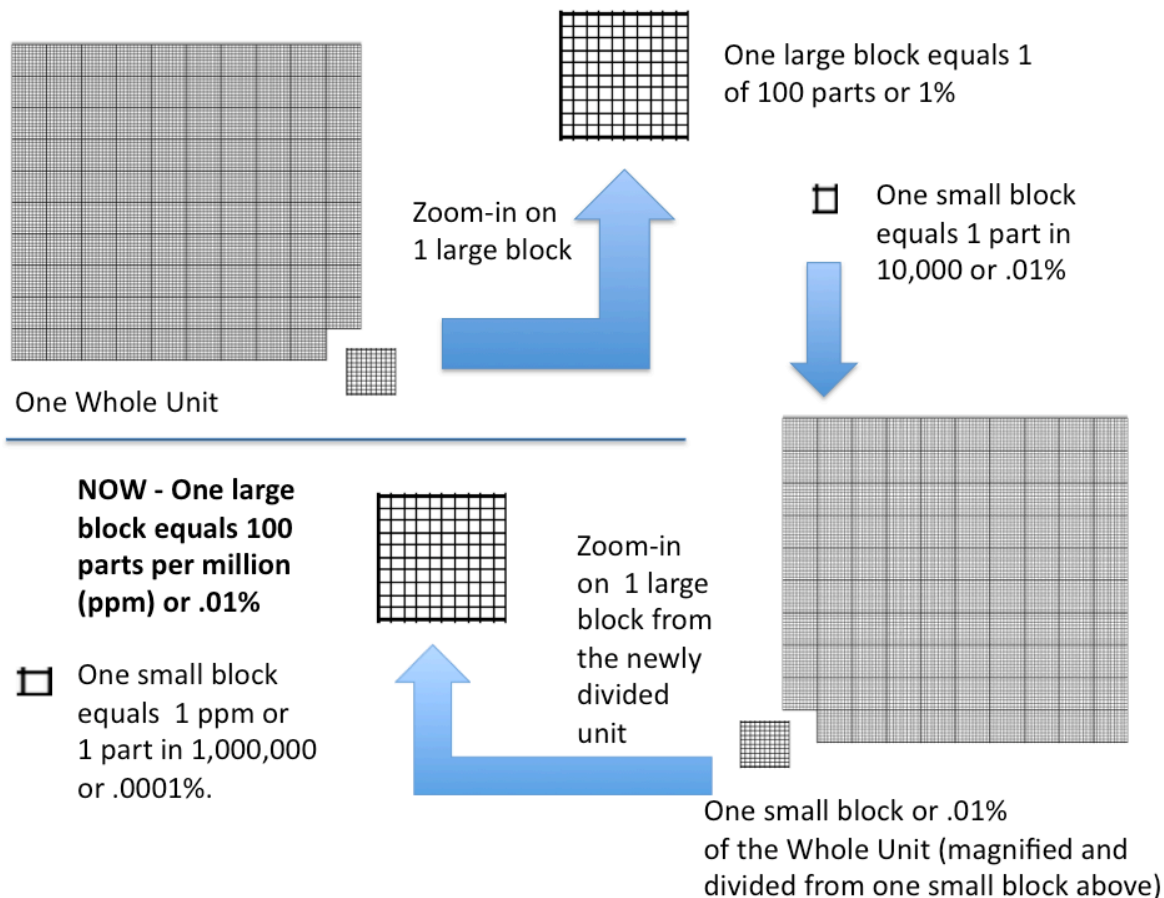 One large block equals 1
of 100 parts or 1%
Zoom-in on
1 large block
One small block
equals 1 part in
10,000 or .01%
One Whole Unit
NOW - One large
block equals 100
parts per million
(ppm) or .01%
Zoom-in
on 1 large
block from
the newly
divided
unit
One small block
equals 1 ppm or
1 part in 1,000,000
or .0001%.
One small block or .01%
of the Whole Unit (magnified and
divided from one small block above)